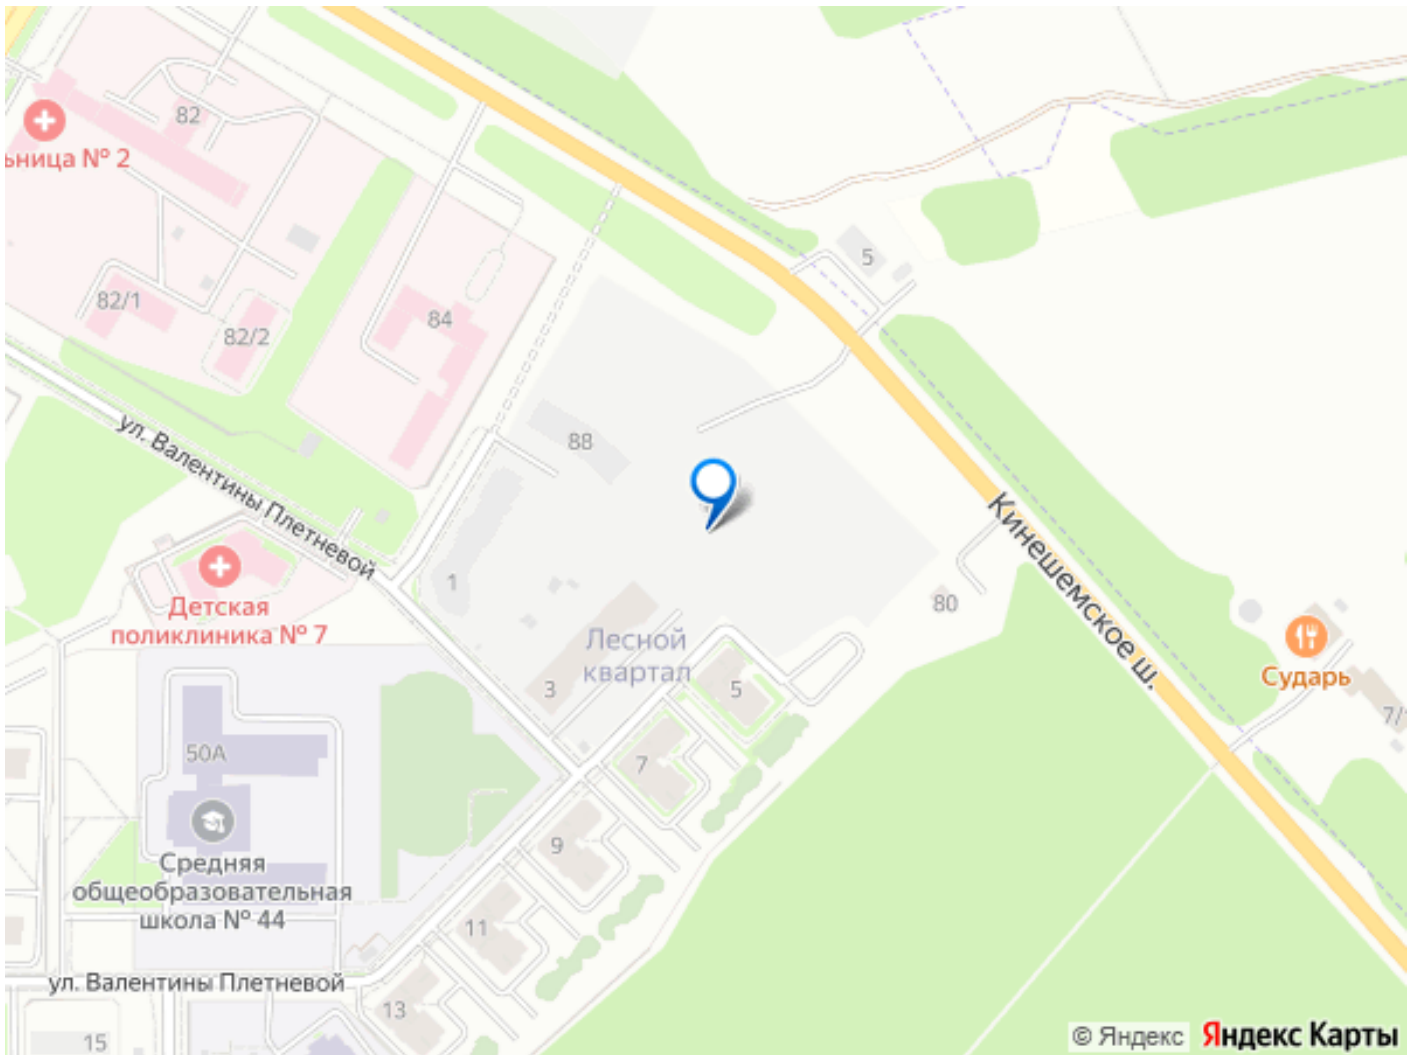 82
ьница № 2
5
82/1
84
82/2
ул. Валентины Плетневой
88
Кинешемское ш.
Детская
поликлиника № 7
1
80
Лесной
квартал
3
5
Сударь
7/1
50А
7
9
Средняя
общеобразовательная
школа № 44
11
ул. Валентины Плетневой
13
15
© Яндекс Яндекс Карты